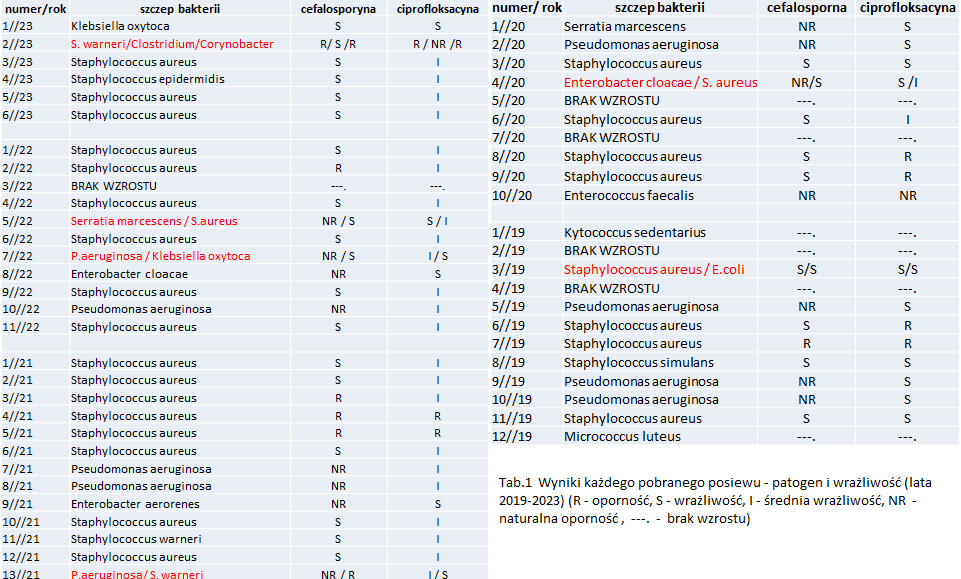 numer/rok szczep bakterii cefalosporyna ciprofloksacyna
1//23 Klebsiella oxytoca S S
2//23 S. warneri/Clostridium/Corynobacter R/ S /R R / NR /R
3//23 Staphylococcus aureus S I
4//23 Staphylococcus epidermidis S I
5//23 Staphylococcus aureus S I
6//23 Staphylococcus aureus S I
1//22 Staphylococcus aureus S I
2//22 Staphylococcus aureus R I
3//22 BRAK WZROSTU ---. ---.
4//22 Staphylococcus aureus S I
5//22 Serratia marcescens / S.aureus NR / S S / I
6//22 Staphylococcus aureus S I
7//22 P.aeruginosa / Klebsiella oxytoca NR / S I / S
8//22 Enterobacter cloacae NR S
9//22 Staphylococcus aureus S I
10//22 Pseudomonas aeruginosa NR I
11//22 Staphylococcus aureus S I
1//21 Staphylococcus aureus S I
2//21 Staphylococcus aureus S I
3//21 Staphylococcus aureus R I
4//21 Staphylococcus aureus R R
5//21 Staphylococcus aureus R R
6//21 Staphylococcus aureus S I
7//21 Pseudomonas aeruginosa NR I
8//21 Pseudomonas aeruginosa NR I
9//21 Enterobacter aerorenes NR S
10//21 Staphylococcus aureus S I
11//21 Staphylococcus warneri S I
12//21 Staphylococcus aureus S I
13//21 P.aeruginosa/ S. warneri NR / R I / S
numer/ rok szczep bakterii cefalosporna ciprofloksacyna
1//20 Serratia marcescens NR S
2//20 Pseudomonas aeruginosa NR S
3//20 Staphylococcus aureus S S
4//20 Enterobacter cloacae / S. aureus NR/S S /I
5//20 BRAK WZROSTU ---. ---.
6//20 Staphylococcus aureus S I
7//20 BRAK WZROSTU ---. ---.
8//20 Staphylococcus aureus S R
9//20 Staphylococcus aureus S R
10//20 Enterococcus faecalis NR NR
1//19 Kytococcus sedentarius ---. ---.
2//19 BRAK WZROSTU ---. ---.
3//19 Staphylococcus aureus / E.coli S/S S/S
4//19 BRAK WZROSTU ---. ---.
5//19 Pseudomonas aeruginosa NR S
6//19 Staphylococcus aureus S R
7//19 Staphylococcus aureus R R
8//19 Staphylococcus simulans S S
9//19 Pseudomonas aeruginosa NR S
10//19 Pseudomonas aeruginosa NR S
11//19 Staphylococcus aureus S S
12//19 Micrococcus luteus ---. ---.
Tab.1 Wyniki każdego pobranego posiewu - patogen i wrażliwość (lata
2019-2023) (R - oporność, S - wrażliwość, I - średnia wrażliwość, NR -
naturalna oporność , ---. - brak wzrostu)